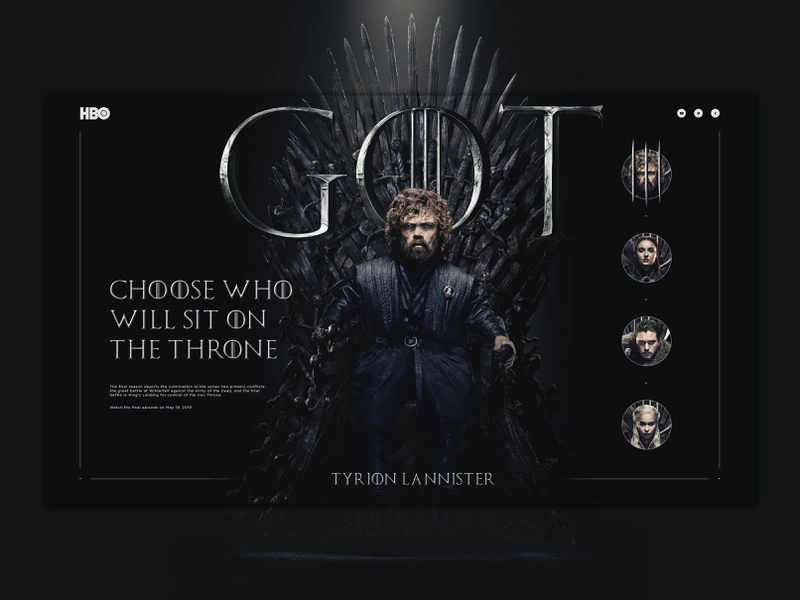 HBO
GOT
CHOOSE WHO
WILL SIT ON
THE THRONE
The final season depicts the culmination of the series two primary conflicts:
the great battle at Winterfell against the Army of the Dead, and the final
battle in King's Landing for control of the Iron Throne.
Watch the final episode on May 19, 2019
TYRION LANNISTER